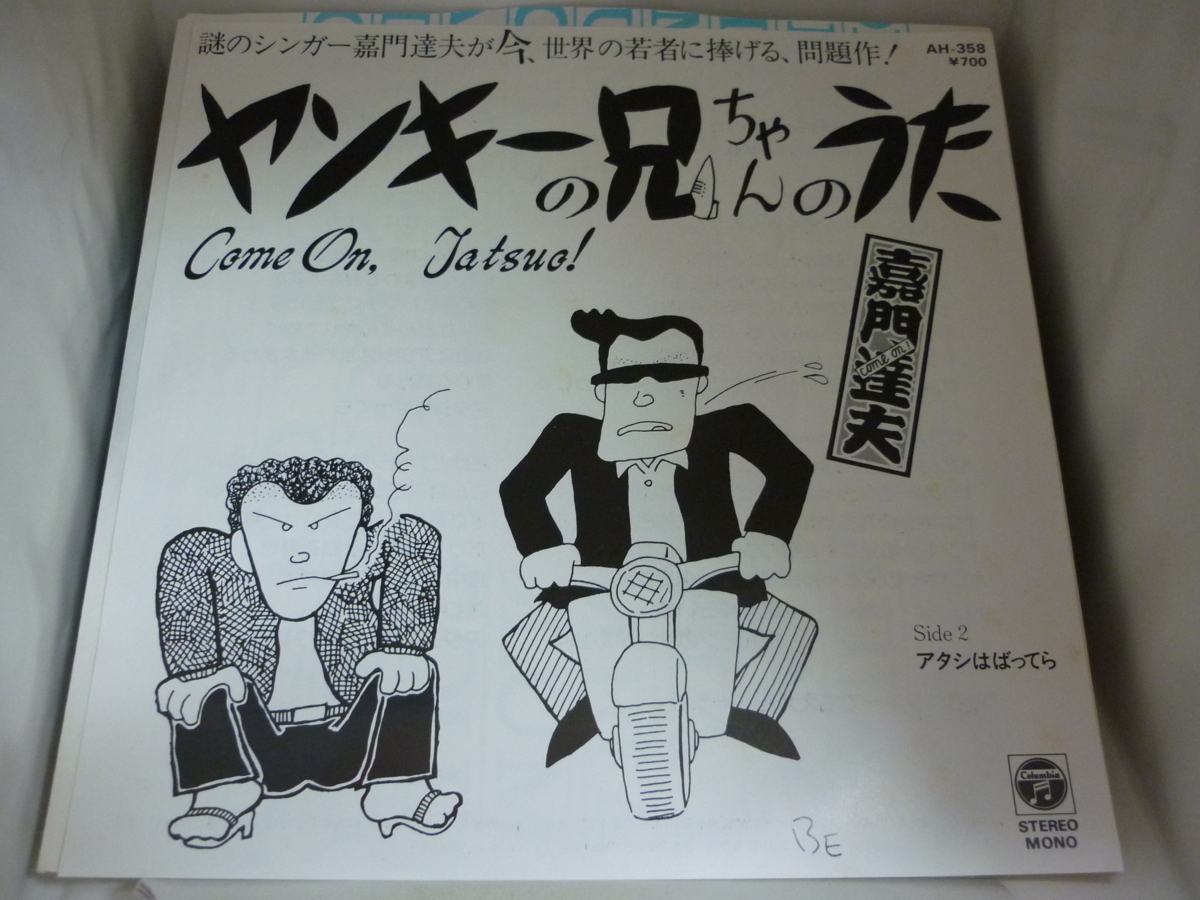 謎のシンガー嘉門達夫が今、世界の若者に捧げる、問題作!
AH-358
¥700
ヤンキーの兄ちゃんのうた
Come On, Tatsuo!
嘉門達夫
come on!
Side 2
アタシはばってら
Columbia
STEREO
MONO
BE